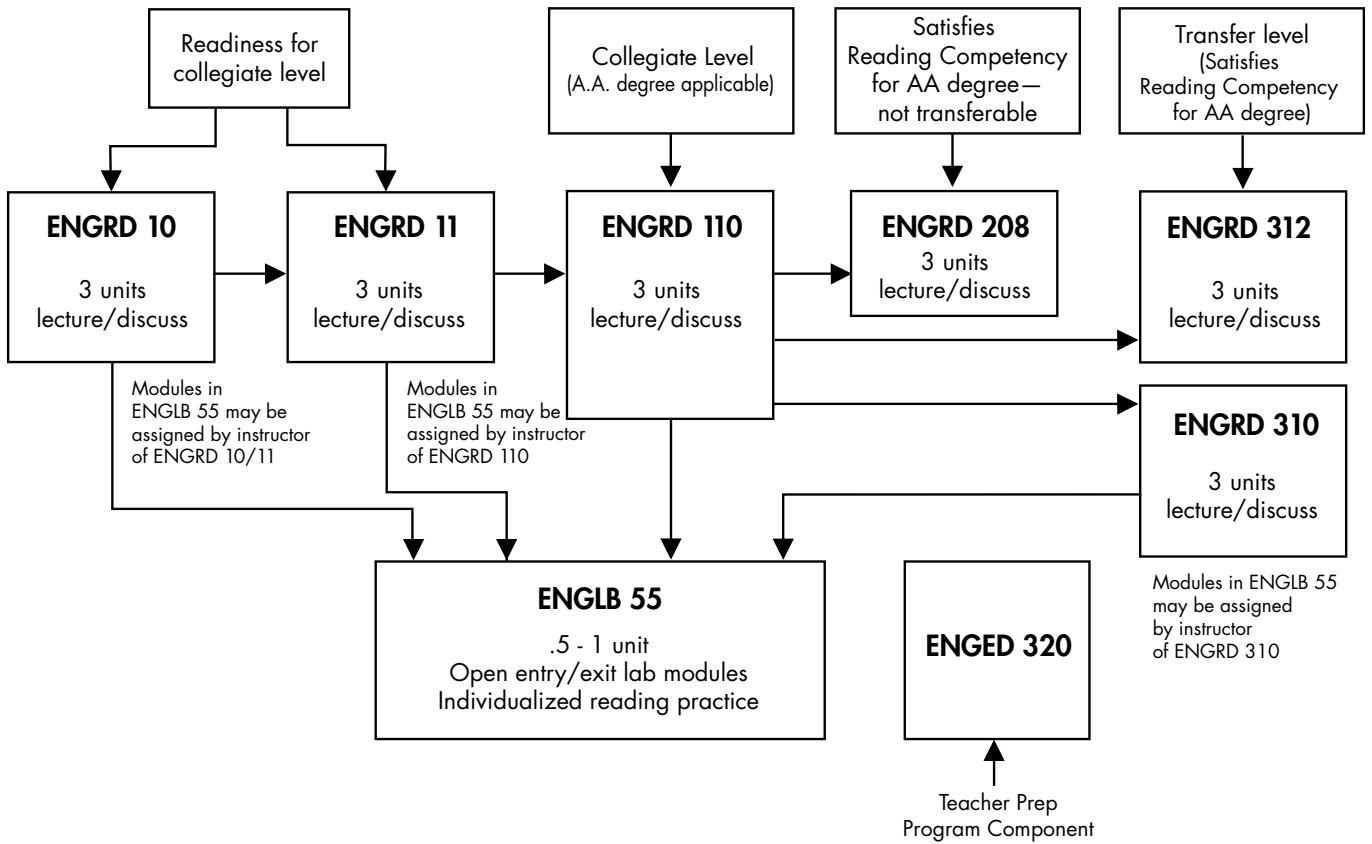 Readiness for
collegiate level
Collegiate Level
(A.A. degree applicable)
Satisfies
Reading Competency
for AA degree—
not transferable
Transfer level
(Satisfies
Reading Competency
for AA degree)
ENGRD 10
3 units
lecture/discuss
ENGRD 11
3 units
lecture/discuss
ENGRD 110
3 units
lecture/discuss
ENGRD 208
3 units
lecture/discuss
ENGRD 312
3 units
lecture/discuss
Modules in
ENGLB 55 may be
assigned by instructor
of ENGRD 10/11
Modules in
ENGLB 55 may be
assigned by instructor
of ENGRD 110
ENGRD 310
3 units
lecture/discuss
Modules in ENGLB 55
may be assigned
by instructor
of ENGRD 310
ENGLB 55
.5 - 1 unit
Open entry/exit lab modules
Individualized reading practice
ENGED 320
Teacher Prep
Program Component